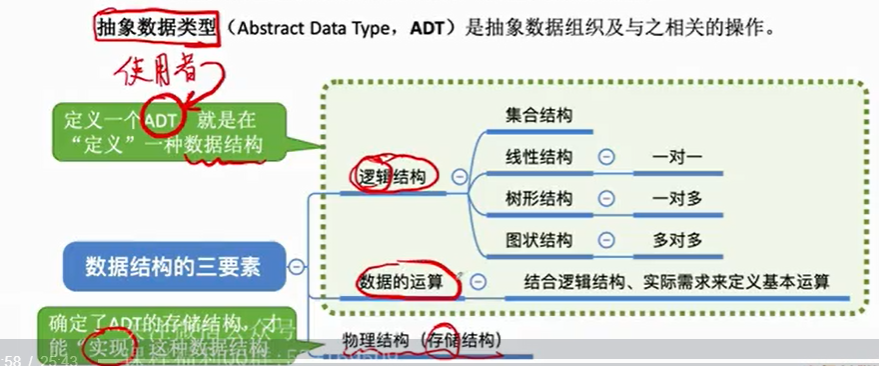 抽象数据类型（Abstract Data Type，ADT）是抽象数据组织及与之相关的操作。
使用者
定义一个ADT，就是在
“定义”一种数据结构
集合结构
逻辑结构
线性结构
一对一
树形结构
一对多
图状结构
多对多
数据结构的三要素
数据的运算
结合逻辑结构、实际需求来定义基本运算
确定了ADT的存储结构，才
能“实现”这种数据结构
物理结构（存储结构）
:58 / 25:43